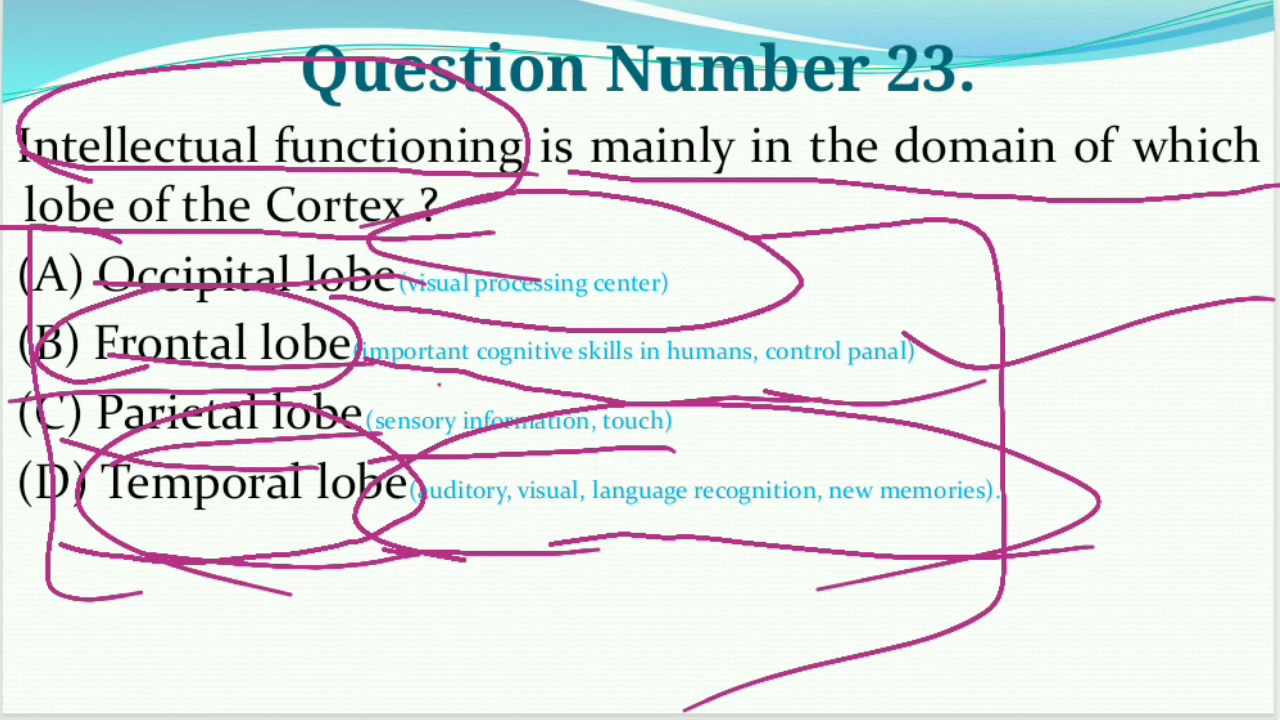 Question Number 23.
Intellectual functioning is mainly in the domain of which
lobe of the Cortex ?
(A) Occipital lobe(visual processing center)
(B) Frontal lobe(important cognitive skills in humans, control panal)
(C) Parietal lobe(sensory information, touch)
(D) Temporal lobe(auditory, visual, language recognition, new memories).